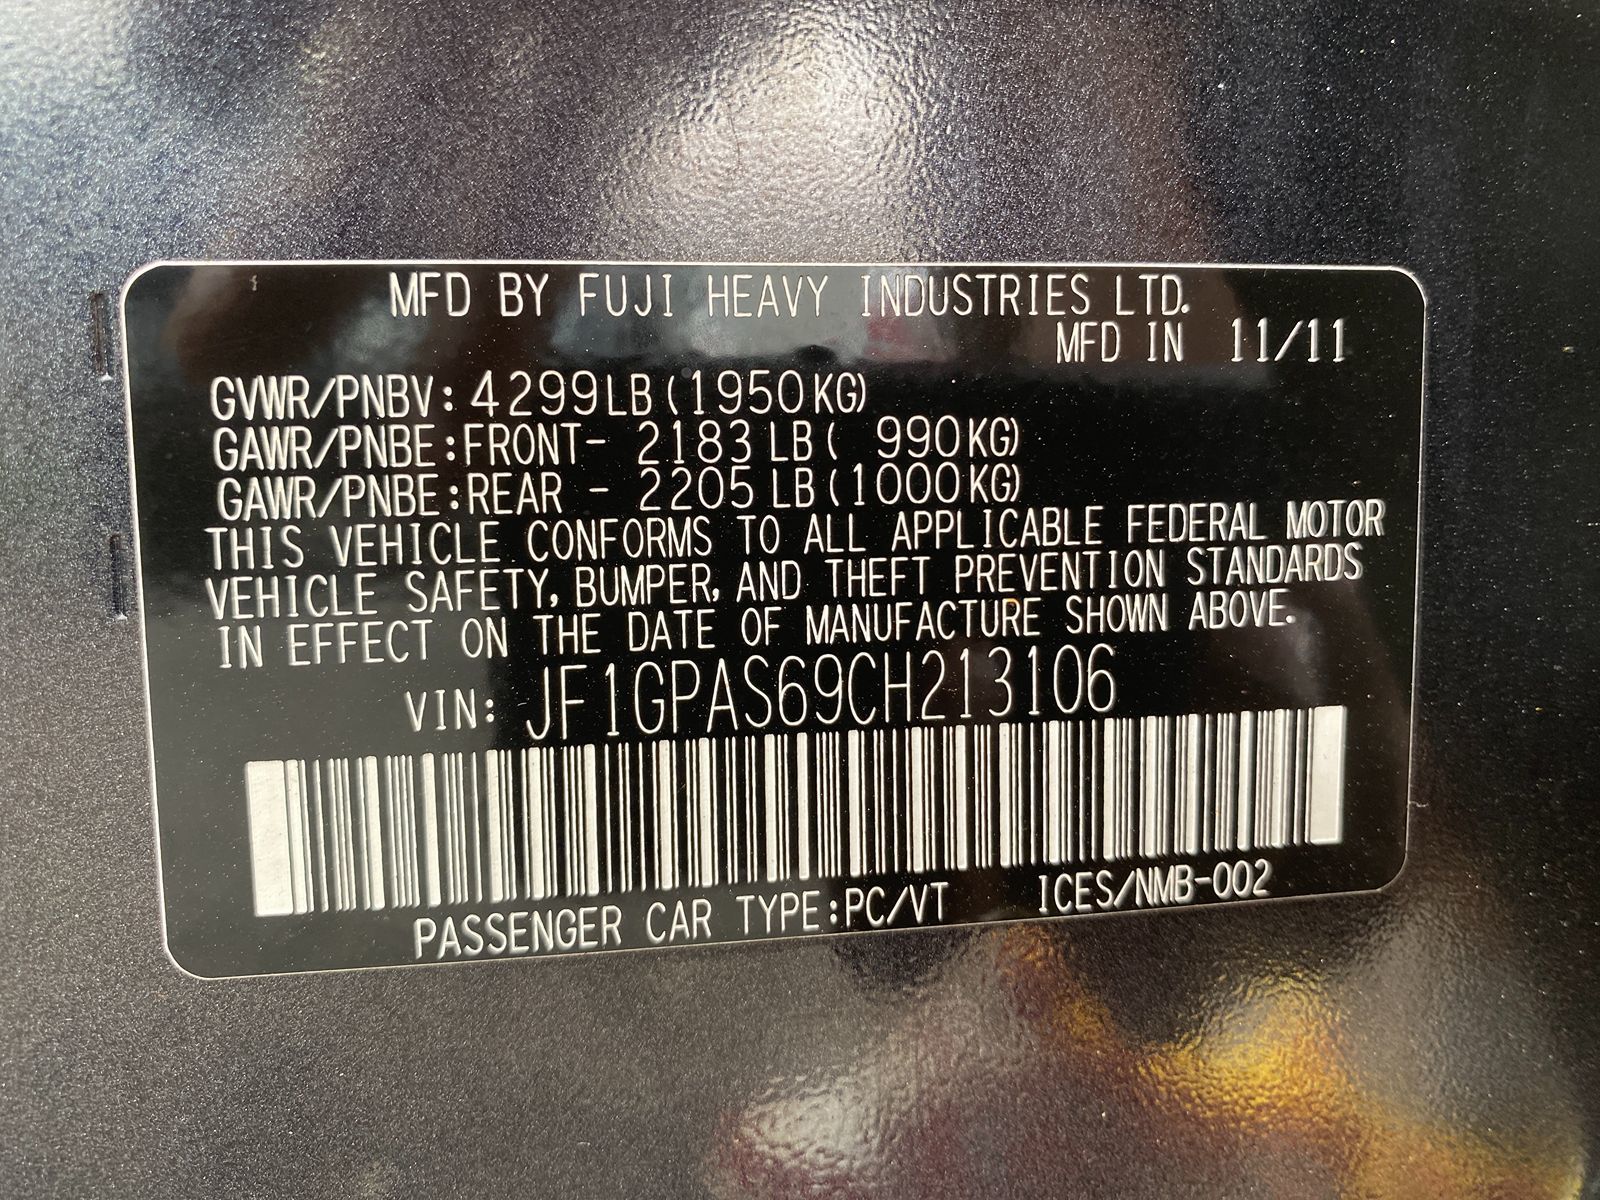 MFD BY FUJI HEAVY INDUSTRIES LTD.
MFD IN 11/11
GVWR/PNBV: 4299LB (1950KG)
GAWR/PNBE:FRONT- 2183LB ( 990KG)
GAWR/PNBE:REAR - 2205LB (1000KG)
THIS VEHICLE CONFORMS TO ALL APPLICABLE FEDERAL MOTOR
VEHICLE SAFETY, BUMPER, AND THEFT PREVENTION STANDARDS
IN EFFECT ON THE DATE OF MANUFACTURE SHOWN ABOVE.
VIN: JF1GPAS69CH213106
PASSENGER CAR TYPE:PC/VT ICES/NMB-002